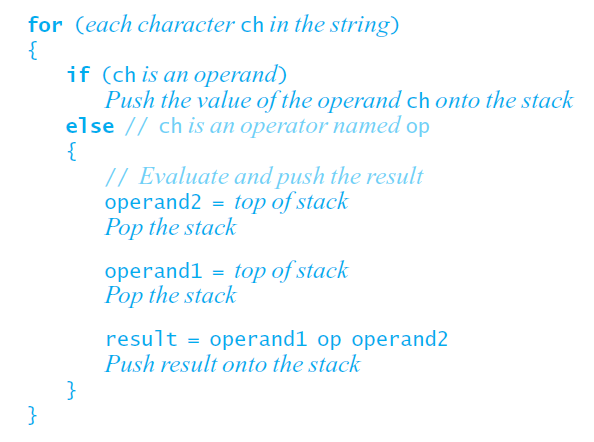 for (each character ch in the string)
{
if (ch is an operand)
Push the value of the operand ch onto the stack
else // ch is an operator named op
{
// Evaluate and push the result
operand2 = top of stack
Pop the stack
operand1 = top of stack
Pop the stack
result = operand1 op operand2
Push result onto the stack
}
}